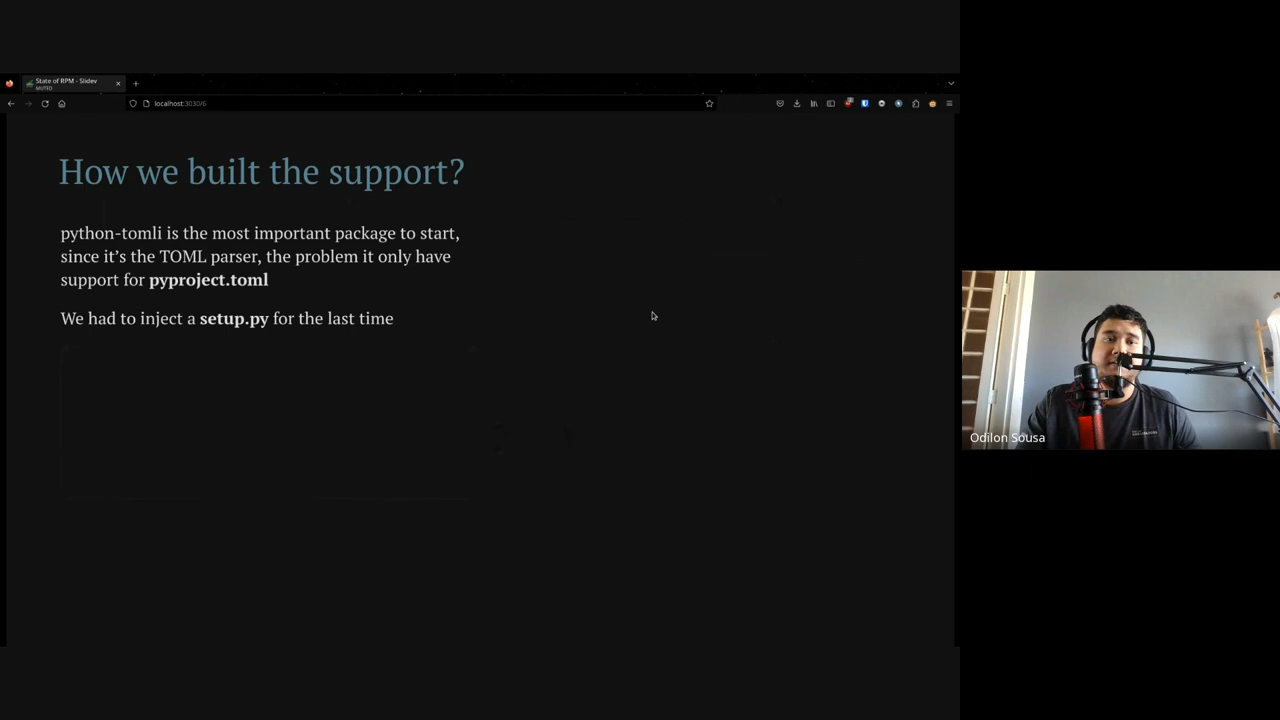 State of RPM - Slidev
MUTED
localhost:3030/6
How we built the support?
python-tomli is the most important package to start,
since it's the TOML parser, the problem it only have
support for pyproject.toml
We had to inject a setup.py for the last time
Odilon Sousa